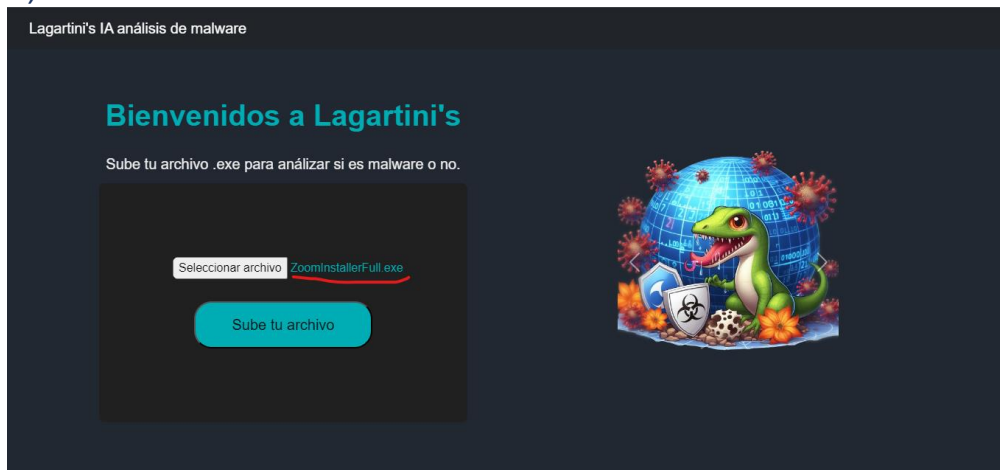 Lagartini's IA análisis de malware
Bienvenidos a Lagartini's
Sube tu archivo .exe para análizar si es malware o no.
Seleccionar archivo ZoomInstallerFull.exe
Sube tu archivo